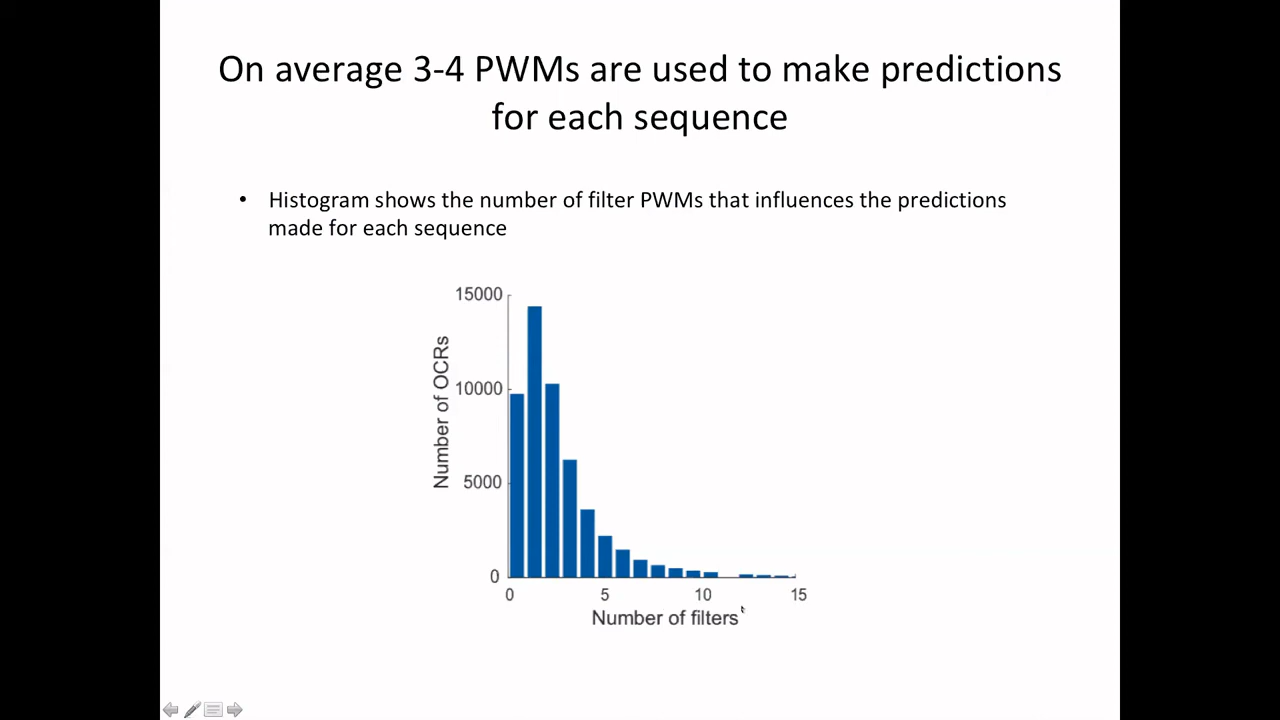 On average 3-4 PWMs are used to make predictions
for each sequence
• Histogram shows the number of filter PWMs that influences the predictions
made for each sequence
15000
10000
5000
0
Number of OCRs
0 5 10 15
Number of filters